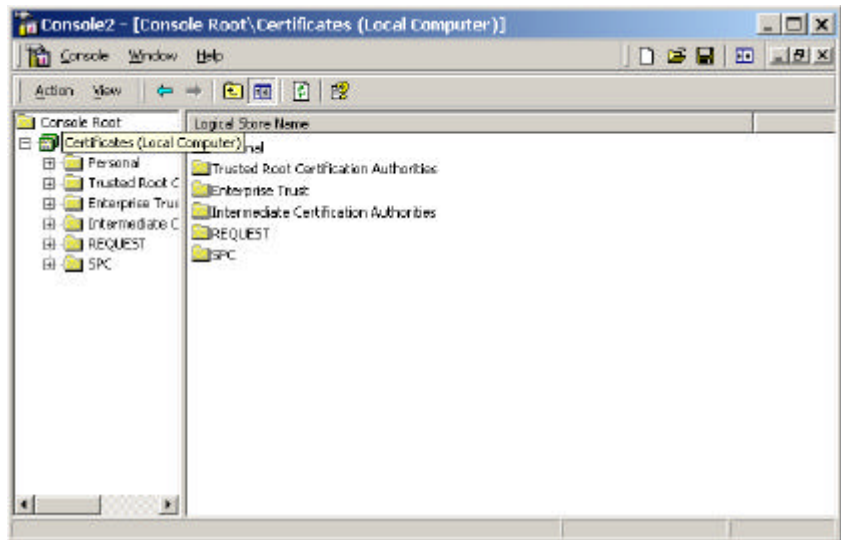 Console2 - [Console Root\Certificates (Local Computer)]
Console Window Help
Action View
Console Root
Logical Store Name
Certificates (Local Computer)
nal
Personal
Trusted Root C
Enterprise Trus
Intermediate C
REQUEST
SPC
Trusted Root Certification Authorities
Enterprise Trust
Intermediate Certification Authorities
REQUEST
SPC